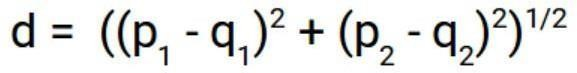 d = ((p₁ - q₁)² + (p₂ - q₂)²)¹/²